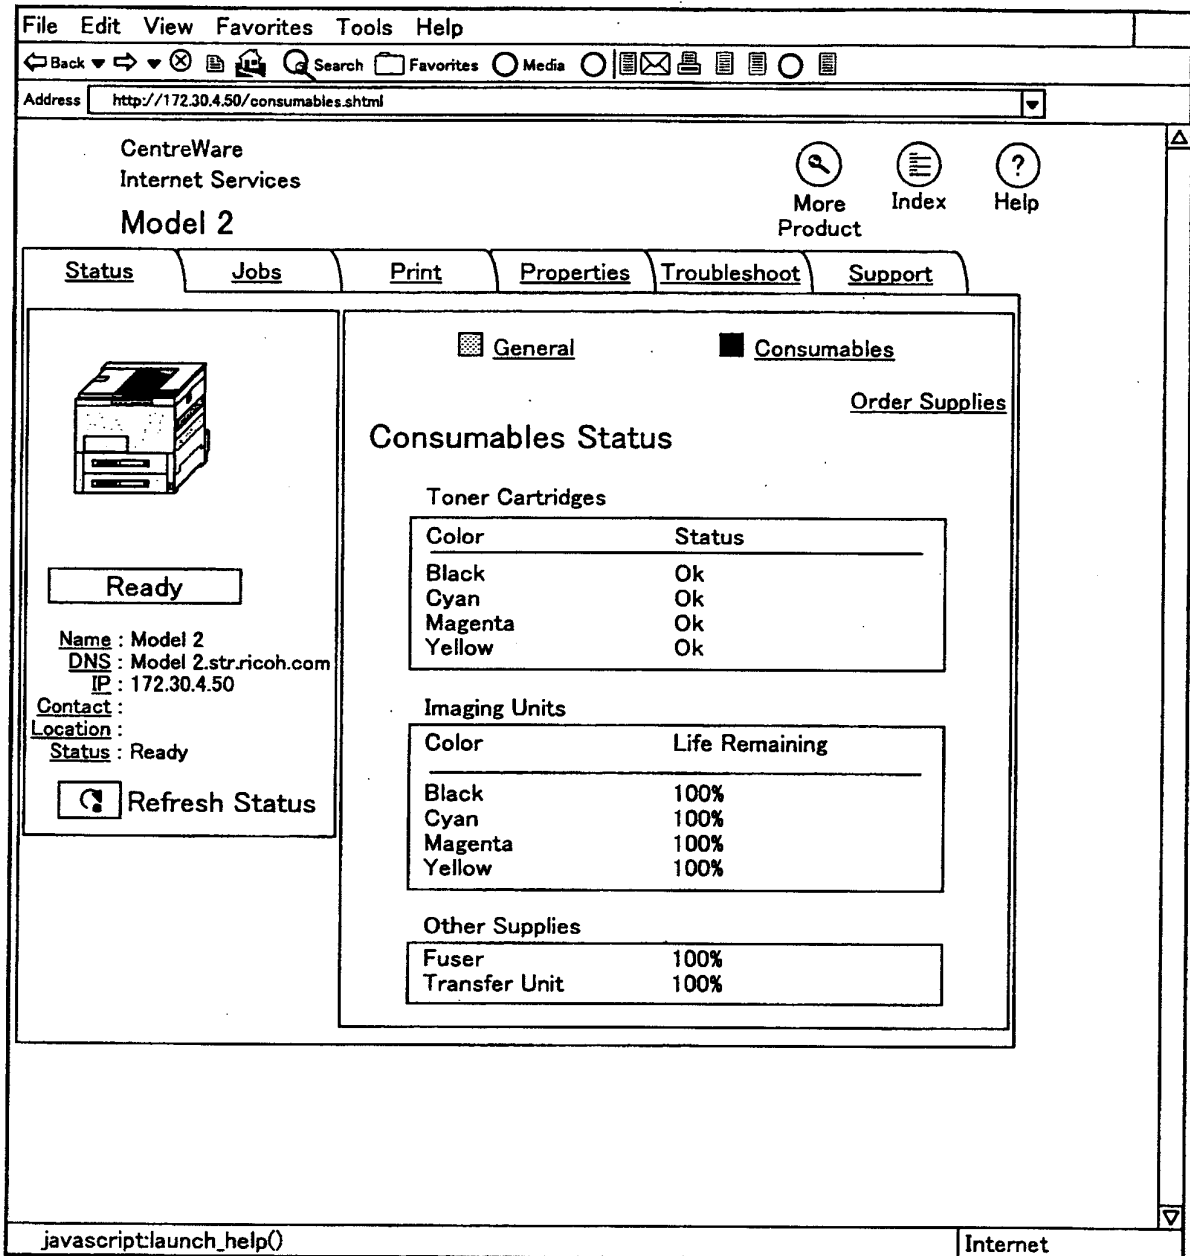 File Edit View Favorites Tools Help
Back Search Favorites Media
Address http://172.30.4.50/consumables.shtml
CentreWare
Internet Services
Model 2
More Product
Index
Help
Status Jobs Print Properties Troubleshoot Support
Ready
Name : Model 2
DNS : Model 2.str.ricoh.com
IP : 172.30.4.50
Contact :
Location :
Status : Ready
Refresh Status
General Consumables
Order Supplies
Consumables Status
Toner Cartridges
Color Status
Black Ok
Cyan Ok
Magenta Ok
Yellow Ok
Imaging Units
Color Life Remaining
Black 100%
Cyan 100%
Magenta 100%
Yellow 100%
Other Supplies
Fuser 100%
Transfer Unit 100%
javascript:launch_help() Internet